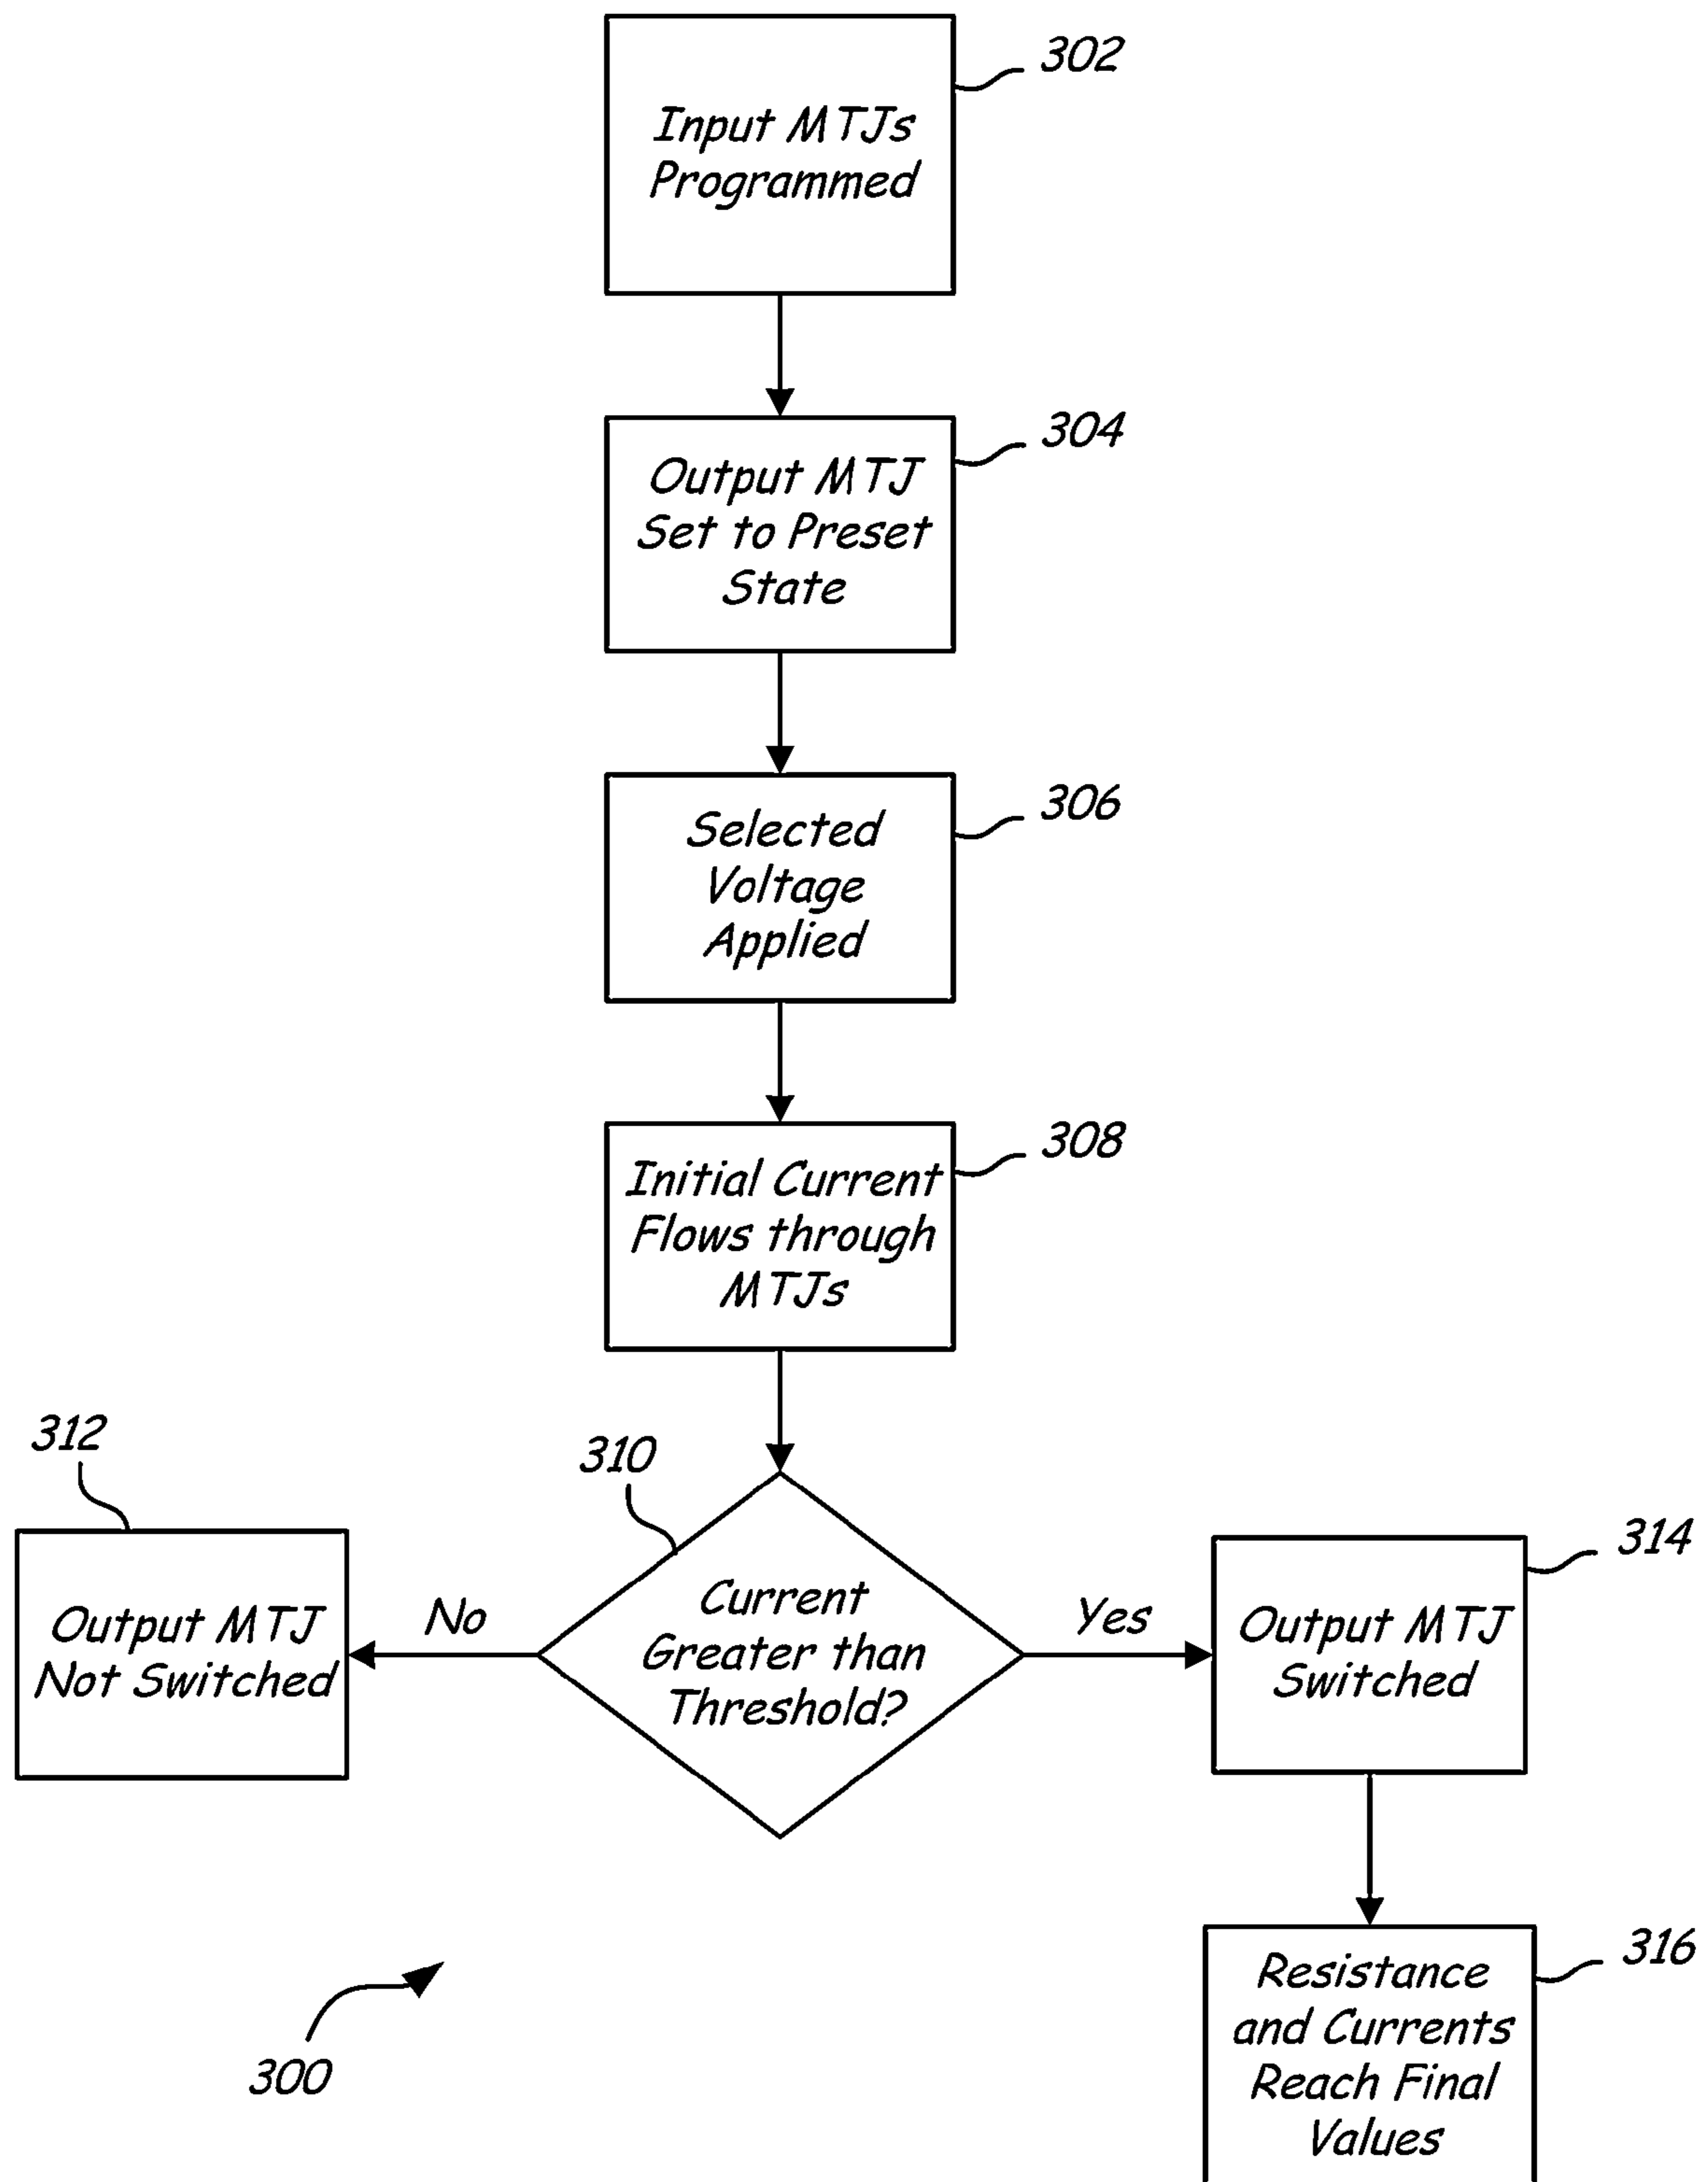 302
Input MTJs
Programmed
304
Output MTJ
Set to Preset
State
306
Selected
Voltage
Applied
308
Initial Current
Flows through
MTJs
310
Current
Greater than
Threshold?
No
Yes
312
Output MTJ
Not Switched
314
Output MTJ
Switched
316
Resistance
and Currents
Reach Final
Values
300